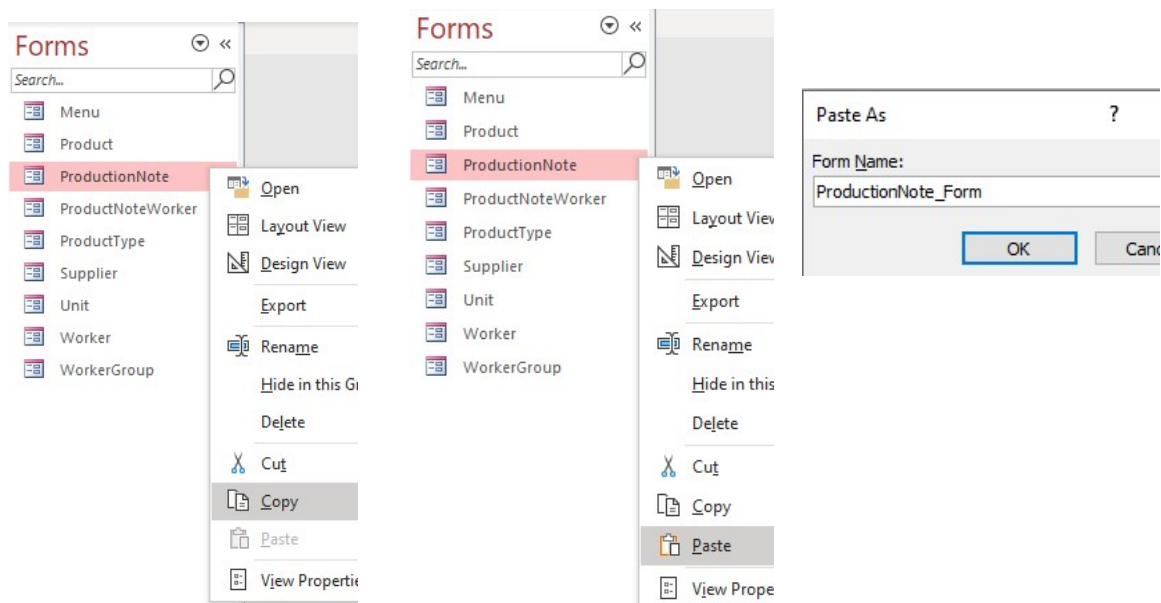 Forms
Search...
Menu
Product
ProductionNote
ProductNoteWorker
ProductType
Supplier
Unit
Worker
WorkerGroup
Open
Layout View
Design View
Export
Rename
Hide in this Gr
Delete
Cut
Copy
Paste
View Propertie
Forms
Search...
Menu
Product
ProductionNote
ProductNoteWorker
ProductType
Supplier
Unit
Worker
WorkerGroup
Open
Layout View
Design View
Export
Rename
Hide in this
Delete
Cut
Copy
Paste
View Prope
Paste As ?
Form Name:
ProductionNote_Form
OK Canc